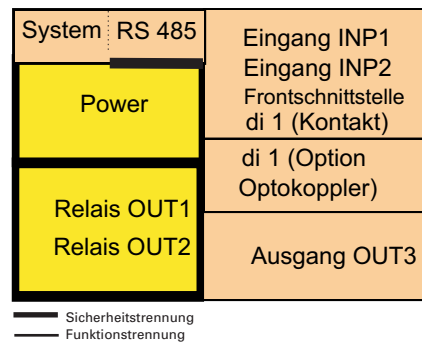 System RS 485
Power
Relais OUT1
Relais OUT2
Eingang INP1
Eingang INP2
Frontschnittstelle
di 1 (Kontakt)
di 1 (Option
Optokoppler)
Ausgang OUT3
Sicherheitstrennung
Funktionstrennung